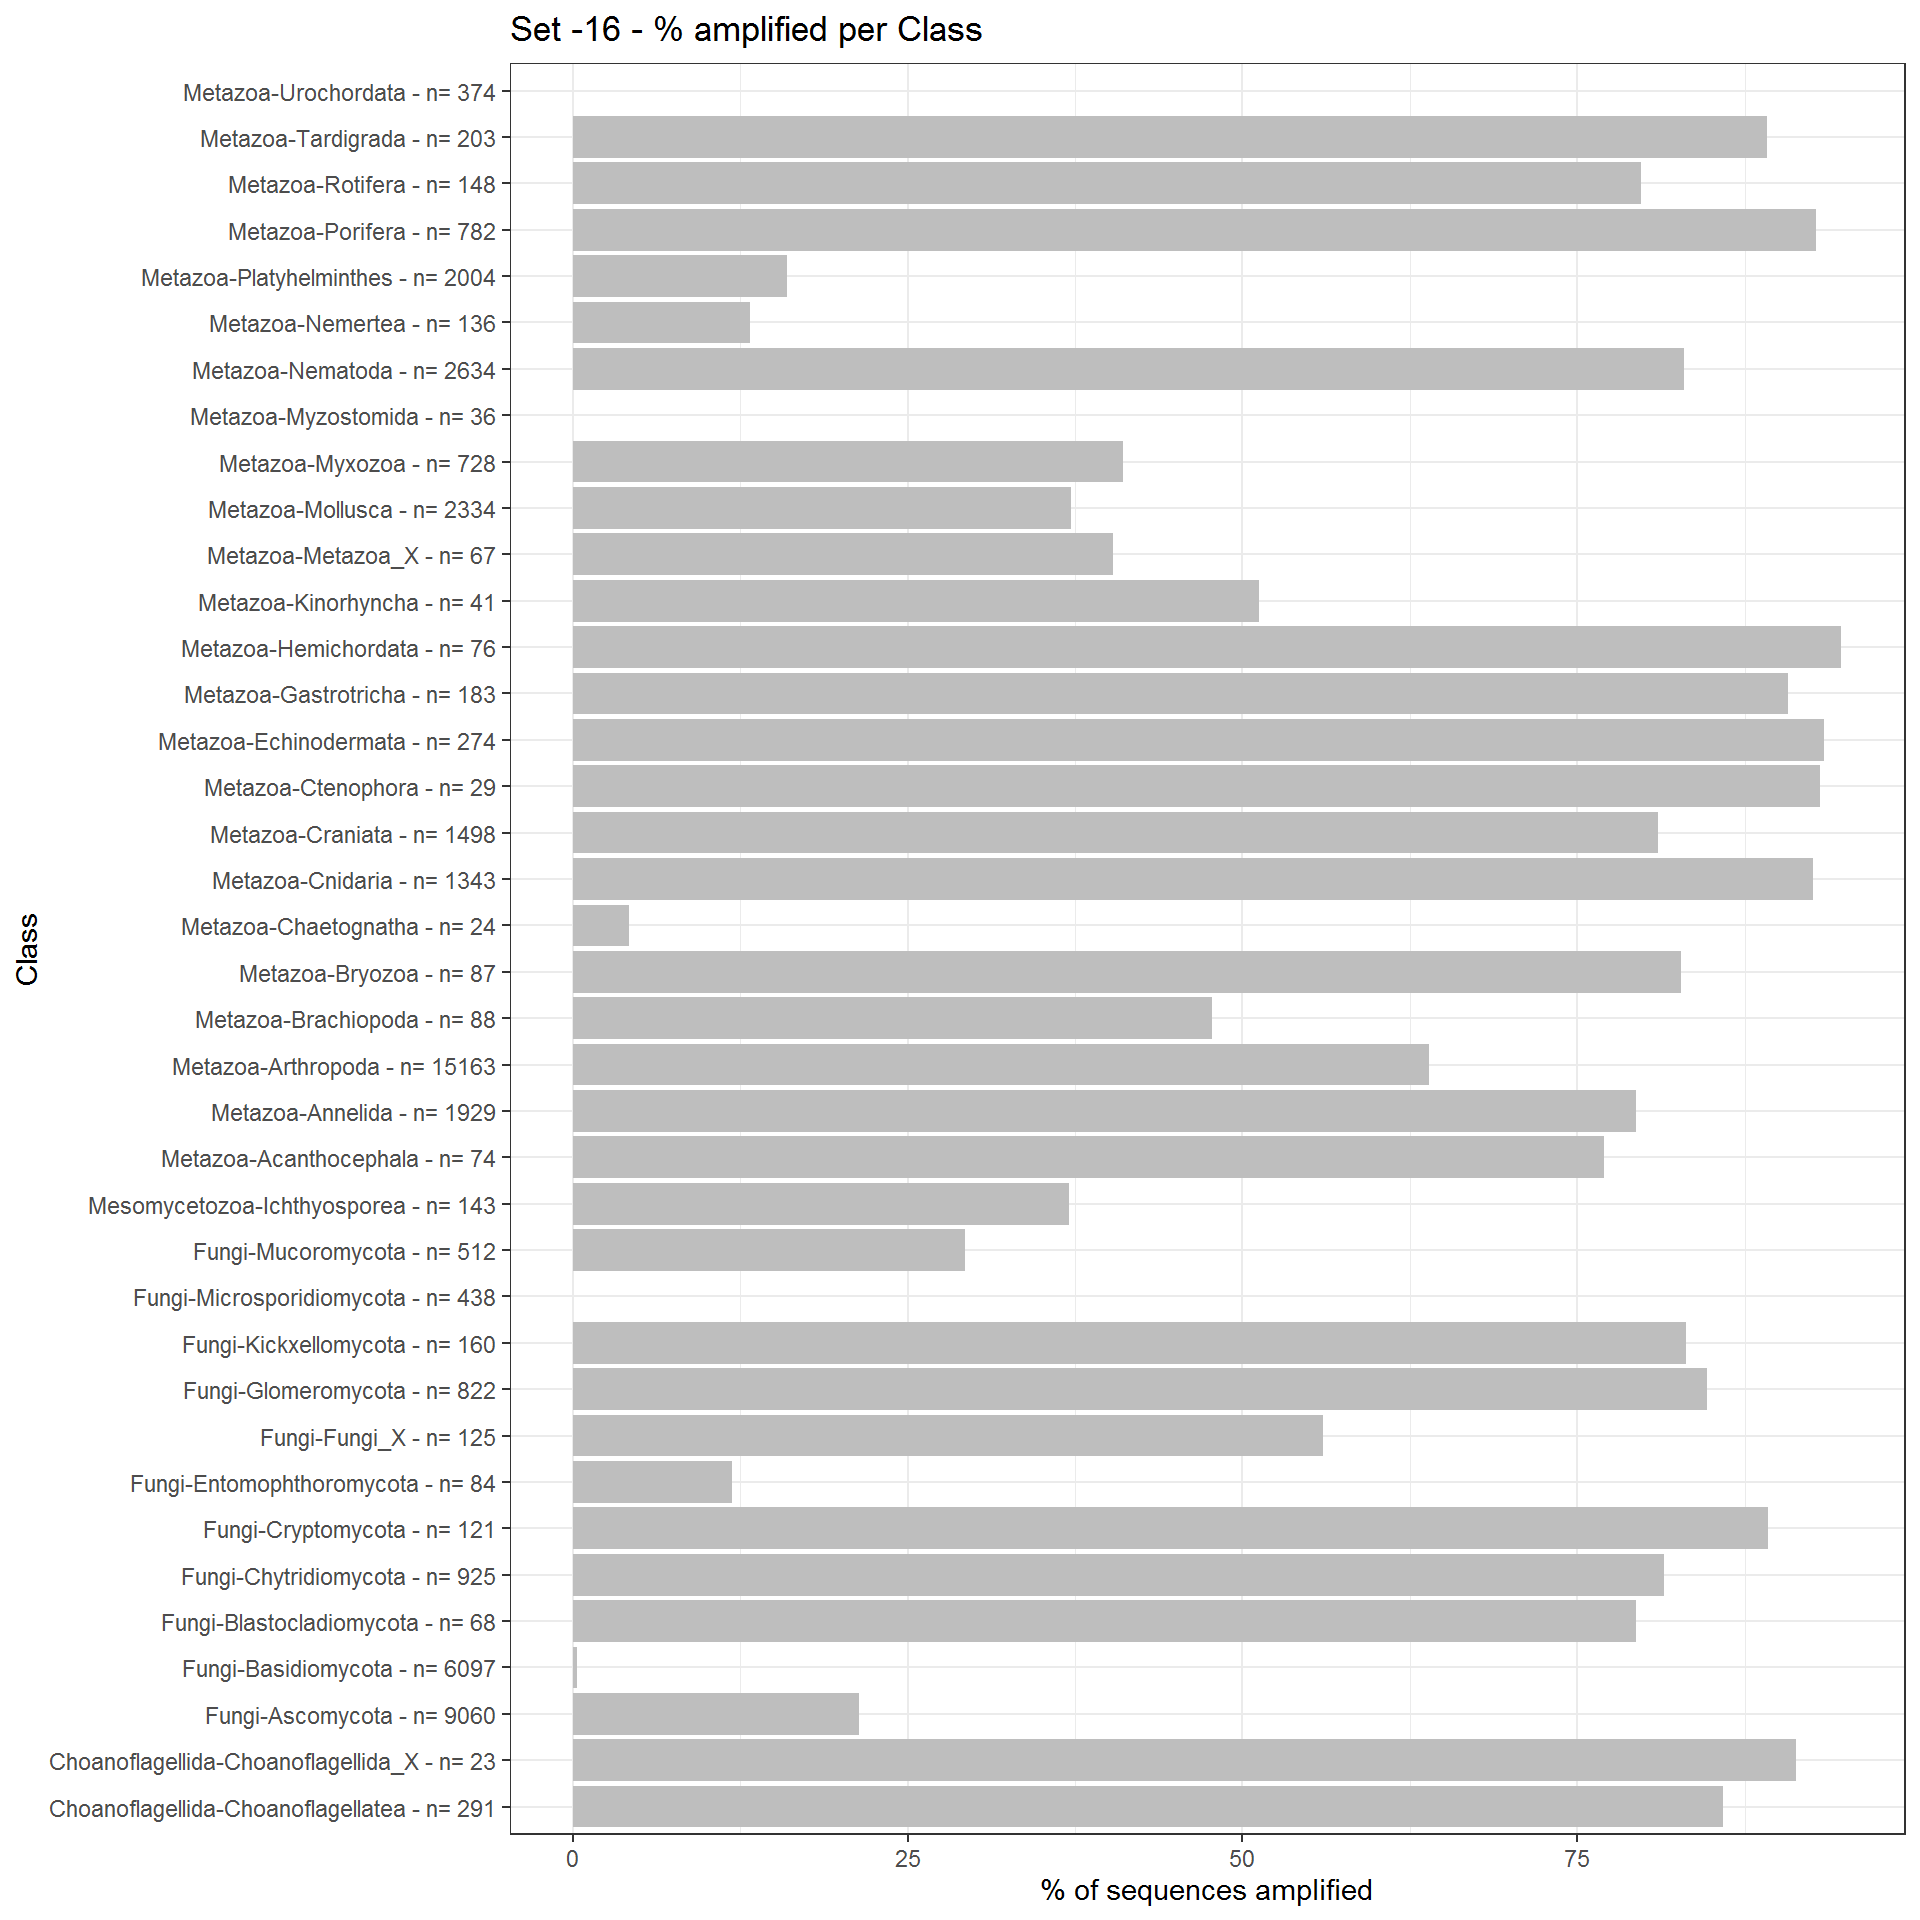 Set -16 - % amplified per Class
Metazoa-Urochordata - n= 374
Metazoa-Tardigrada - n= 203
Metazoa-Rotifera - n= 148
Metazoa-Porifera - n= 782
Metazoa-Platyhelminthes - n= 2004
Metazoa-Nemertea - n= 136
Metazoa-Nematoda - n= 2634
Metazoa-Myzostomida - n= 36
Metazoa-Myxozoa - n= 728
Metazoa-Mollusca - n= 2334
Metazoa-Metazoa_X - n= 67
Metazoa-Kinorhyncha - n= 41
Metazoa-Hemichordata - n= 76
Metazoa-Gastrotricha - n= 183
Metazoa-Echinodermata - n= 274
Metazoa-Ctenophora - n= 29
Metazoa-Craniata - n= 1498
Metazoa-Cnidaria - n= 1343
Metazoa-Chaetognatha - n= 24
Metazoa-Bryozoa - n= 87
Metazoa-Brachiopoda - n= 88
Metazoa-Arthropoda - n= 15163
Metazoa-Annelida - n= 1929
Metazoa-Acanthocephala - n= 74
Mesomycetozoa-Ichthyosporea - n= 143
Fungi-Mucoromycota - n= 512
Fungi-Microsporidiomycota - n= 438
Fungi-Kickxellomycota - n= 160
Fungi-Glomeromycota - n= 822
Fungi-Fungi_X - n= 125
Fungi-Entomophthoromycota - n= 84
Fungi-Cryptomycota - n= 121
Fungi-Chytridiomycota - n= 925
Fungi-Blastocladiomycota - n= 68
Fungi-Basidiomycota - n= 6097
Fungi-Ascomycota - n= 9060
Choanoflagellida-Choanoflagellida_X - n= 23
Choanoflagellida-Choanoflagellatea - n= 291
Class
0 25 50 75
% of sequences amplified